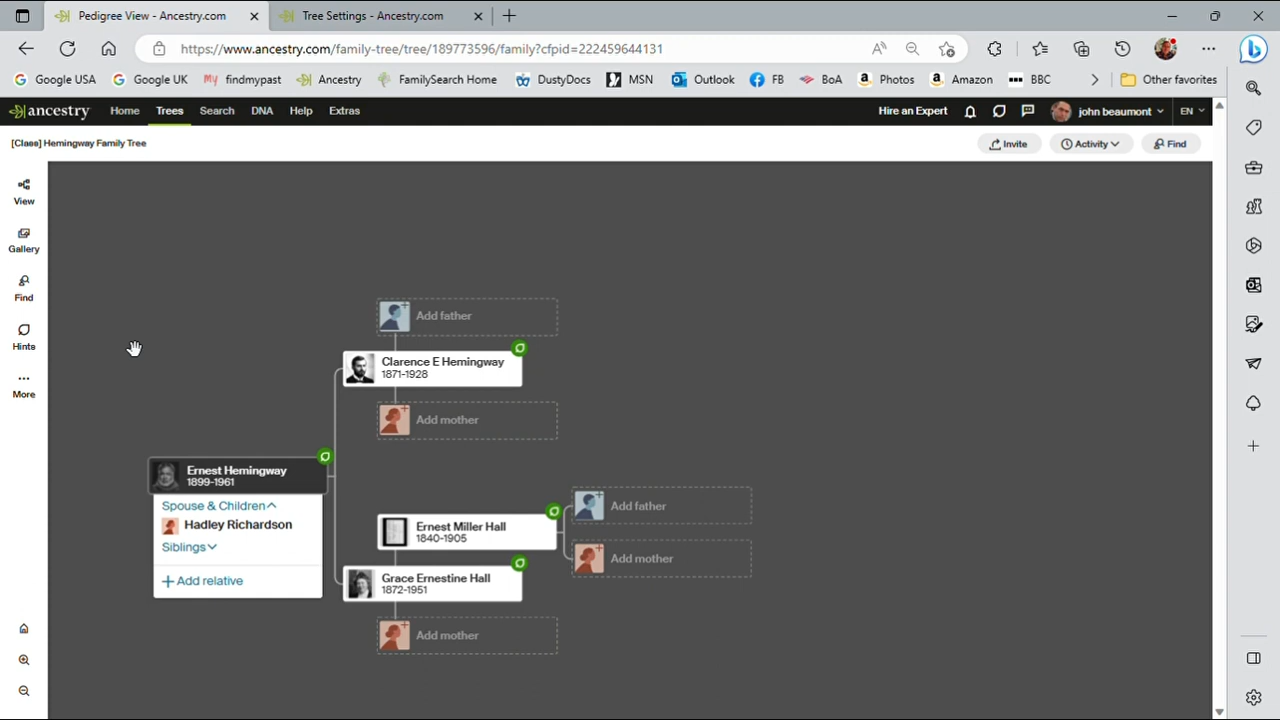 Pedigree View - Ancestry.com
Tree Settings - Ancestry.com
https://www.ancestry.com/family-tree/tree/189773596/family?cfpid=222459644131
Google USA Google UK findmypast Ancestry FamilySearch Home DustyDocs MSN Outlook FB BoA Photos Amazon BBC Other favorites
ancestry Home Trees Search DNA Help Extras Hire an Expert john beaumont EN
[Class] Hemingway Family Tree Invite Activity Find
View
Gallery
Find
Hints
More
Add father
Clarence E Hemingway
1871-1928
Add mother
Ernest Hemingway
1899-1961
Spouse & Children
Hadley Richardson
Siblings
Add relative
Add father
Ernest Miller Hall
1840-1905
Add mother
Grace Ernestine Hall
1872-1951
Add mother